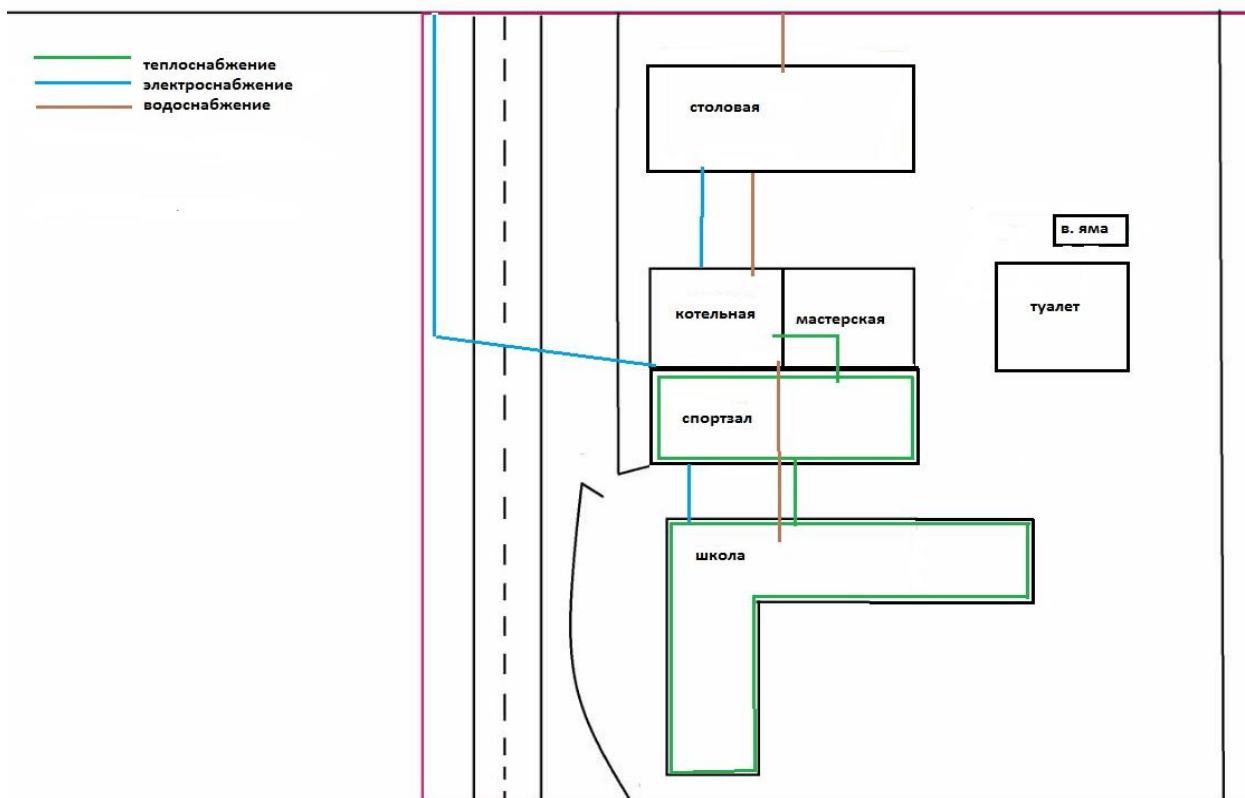 теплоснабжение
электроснабжение
водоснабжение
столовая
в. яма
котельная
мастерская
туалет
спортзал
школа